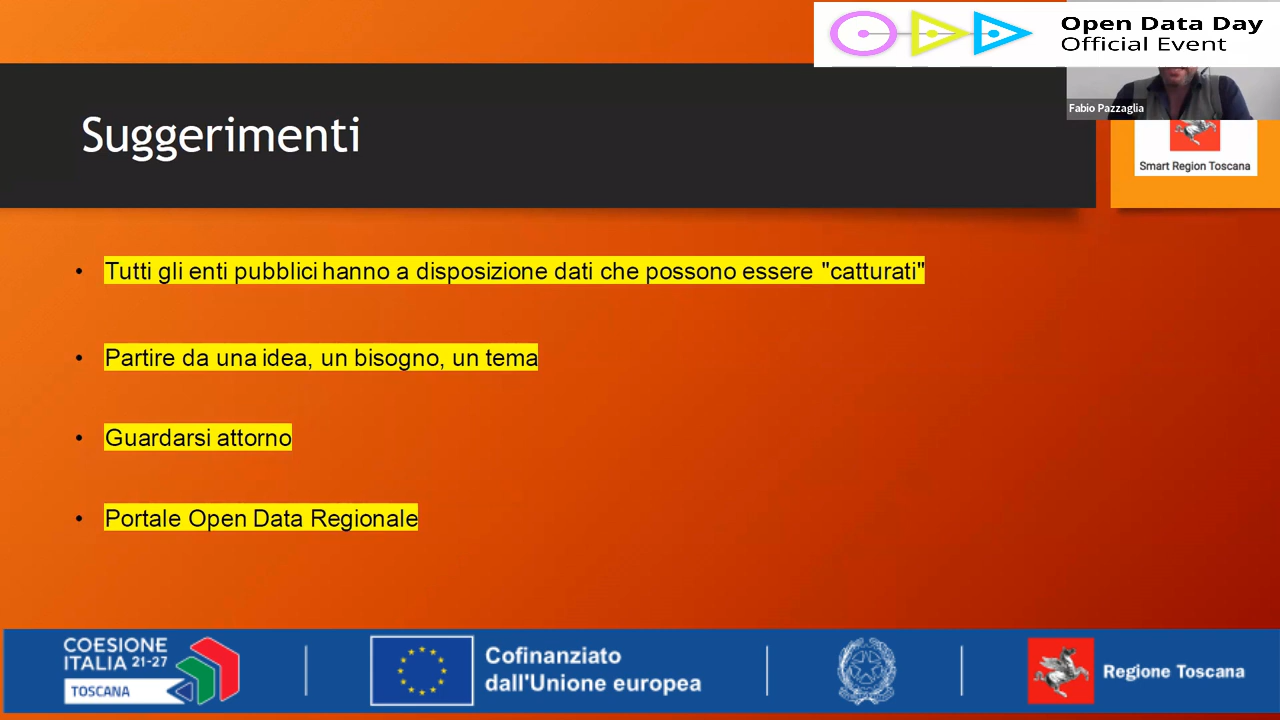 Open Data Day
Official Event
Fabio Pazzaglia
Suggerimenti
Smart Region Toscana
• Tutti gli enti pubblici hanno a disposizione dati che possono essere "catturati"
• Partire da una idea, un bisogno, un tema
• Guardarsi attorno
• Portale Open Data Regionale
COESIONE
ITALIA 21-27
TOSCANA
Cofinanziato
dall'Unione europea
Regione Toscana